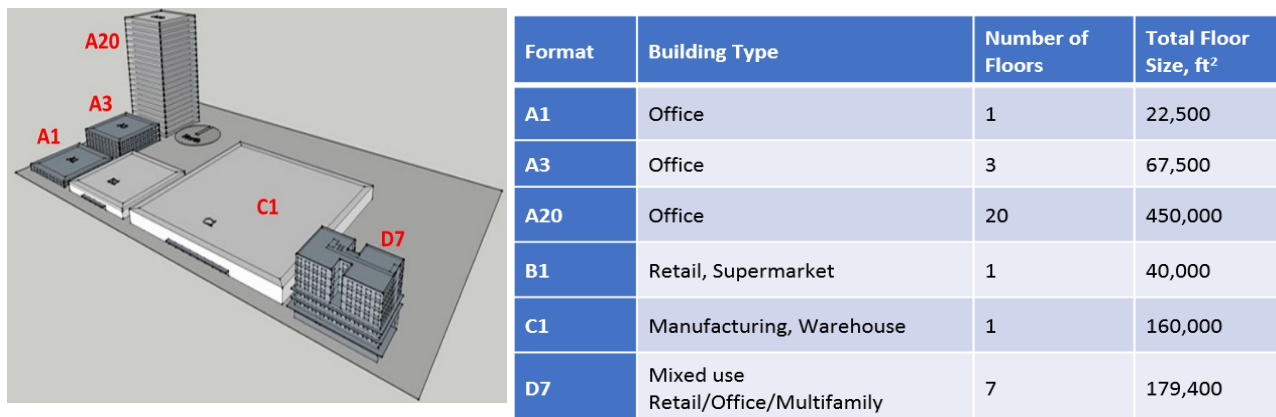 A20
A3
A1
C1
D7
Format Building Type Number of Floors Total Floor Size, ft²
A1 Office 1 22,500
A3 Office 3 67,500
A20 Office 20 450,000
B1 Retail, Supermarket 1 40,000
C1 Manufacturing, Warehouse 1 160,000
D7 Mixed use Retail/Office/Multifamily 7 179,400